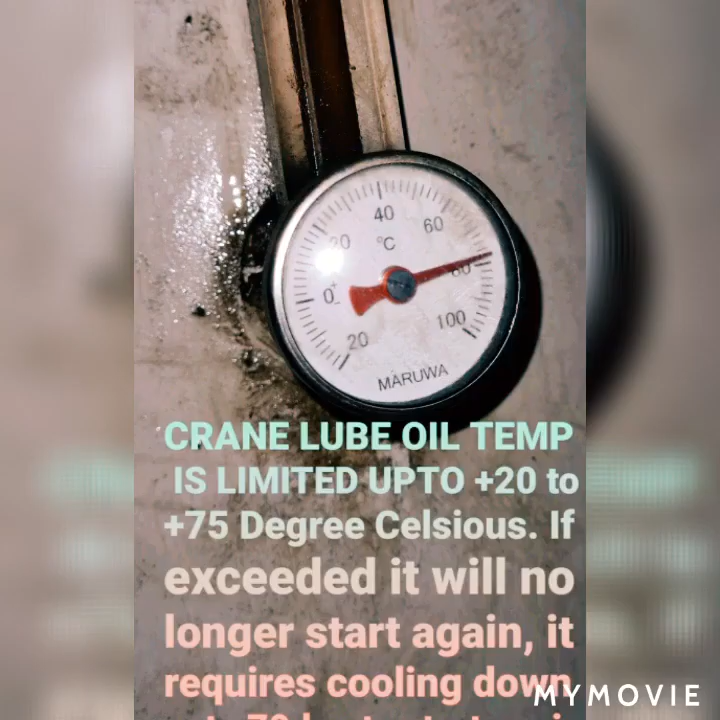 40
20
60
°C
80
0
+
-
20
100
MARUWA
CRANE LUBE OIL TEMP
IS LIMITED UPTO +20 to
+75 Degree Celsious. If
exceeded it will no
longer start again, it
requires cooling down
MYMOVIE